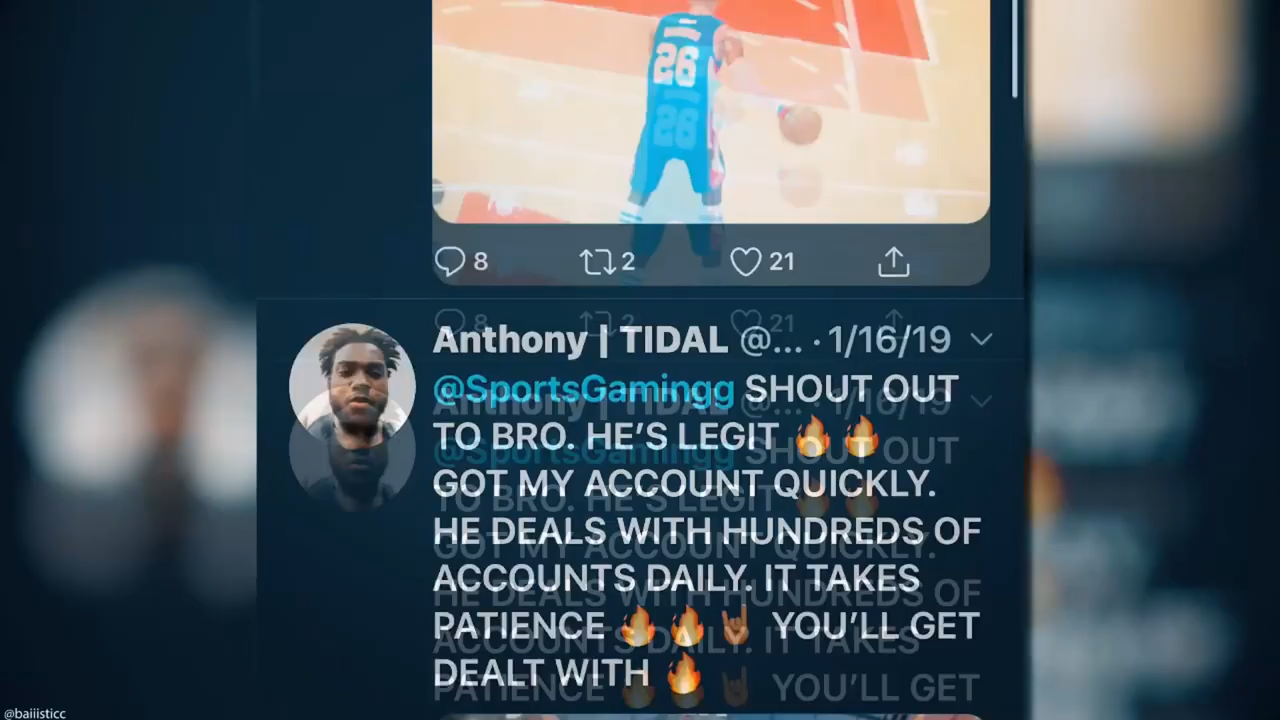 26
8 2 21
Anthony | TIDAL @... · 1/16/19
@SportsGamingg SHOUT OUT
TO BRO. HE’S LEGIT 🔥 🔥
GOT MY ACCOUNT QUICKLY.
HE DEALS WITH HUNDREDS OF
ACCOUNTS DAILY. IT TAKES
PATIENCE 🔥 🔥 🤘🏾 YOU’LL GET
DEALT WITH 🔥
@baiiisticc